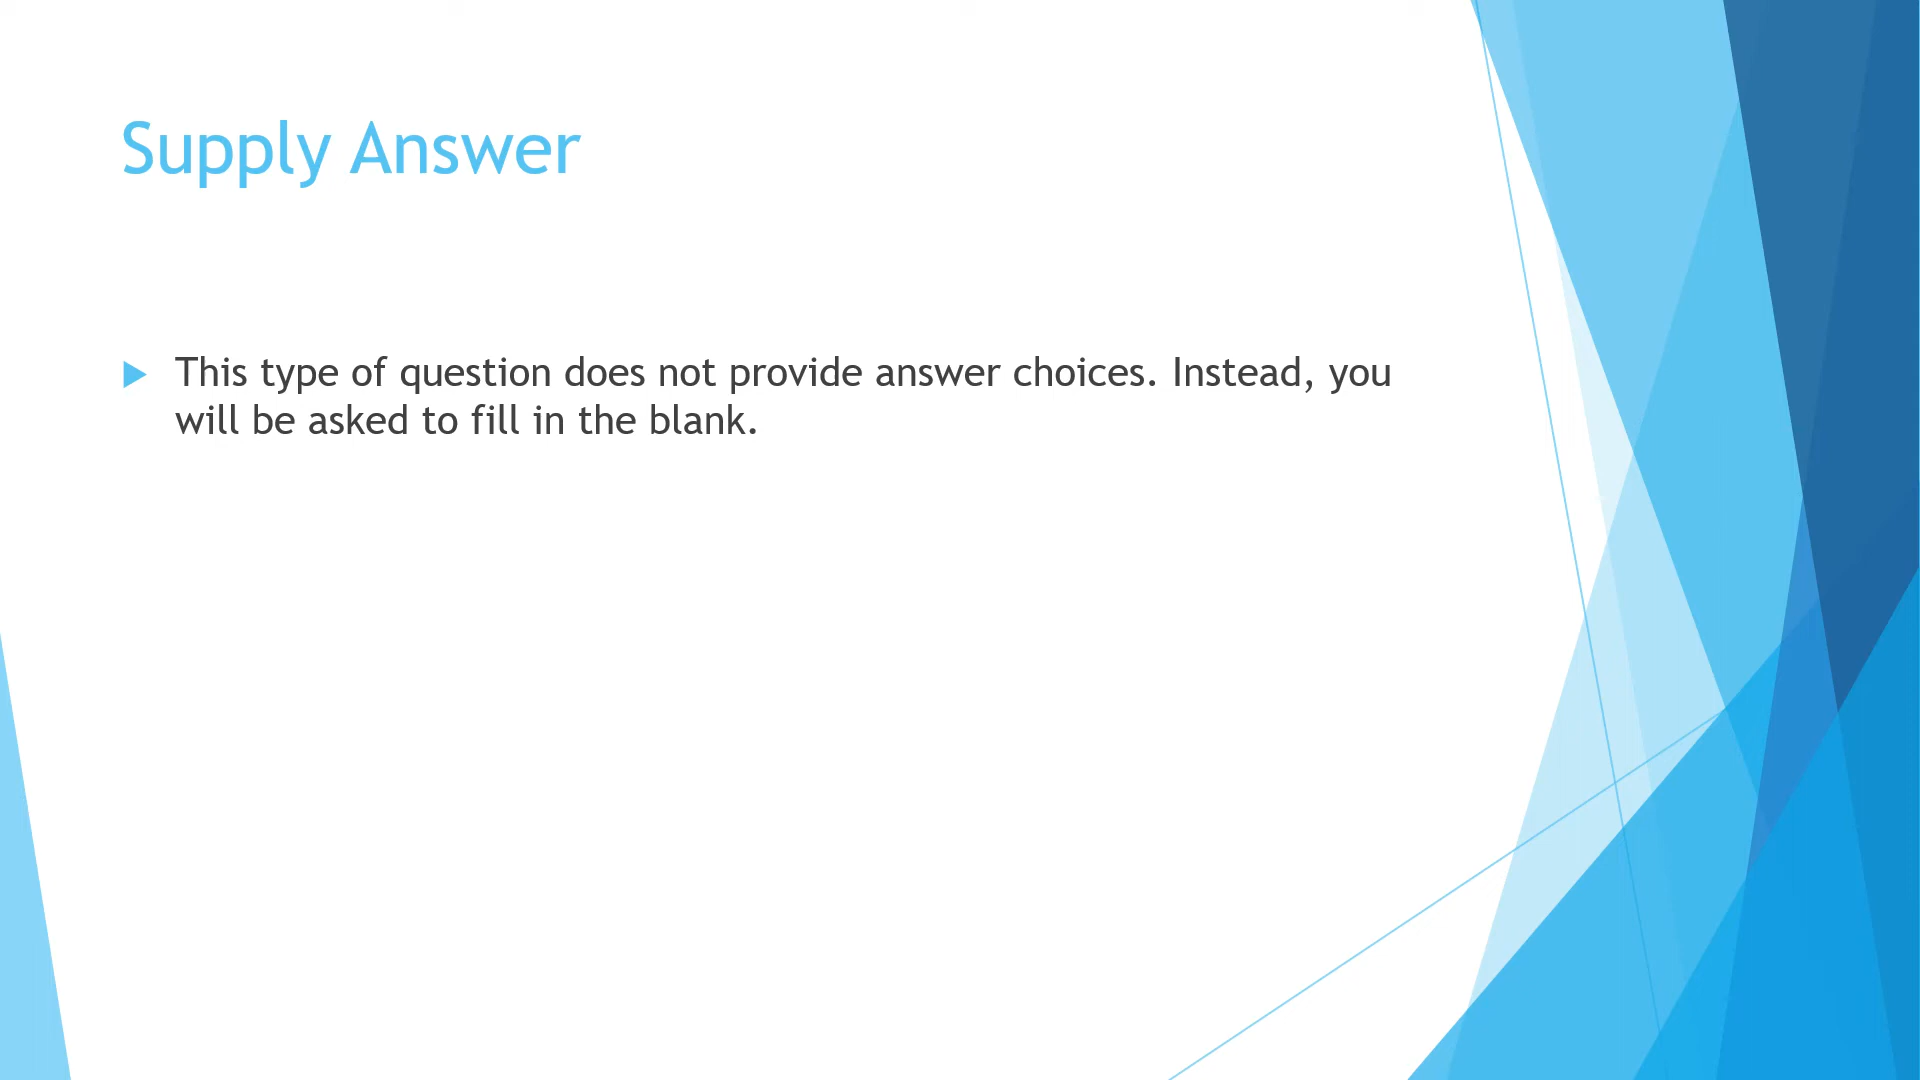 Supply Answer
This type of question does not provide answer choices. Instead, you
will be asked to fill in the blank.